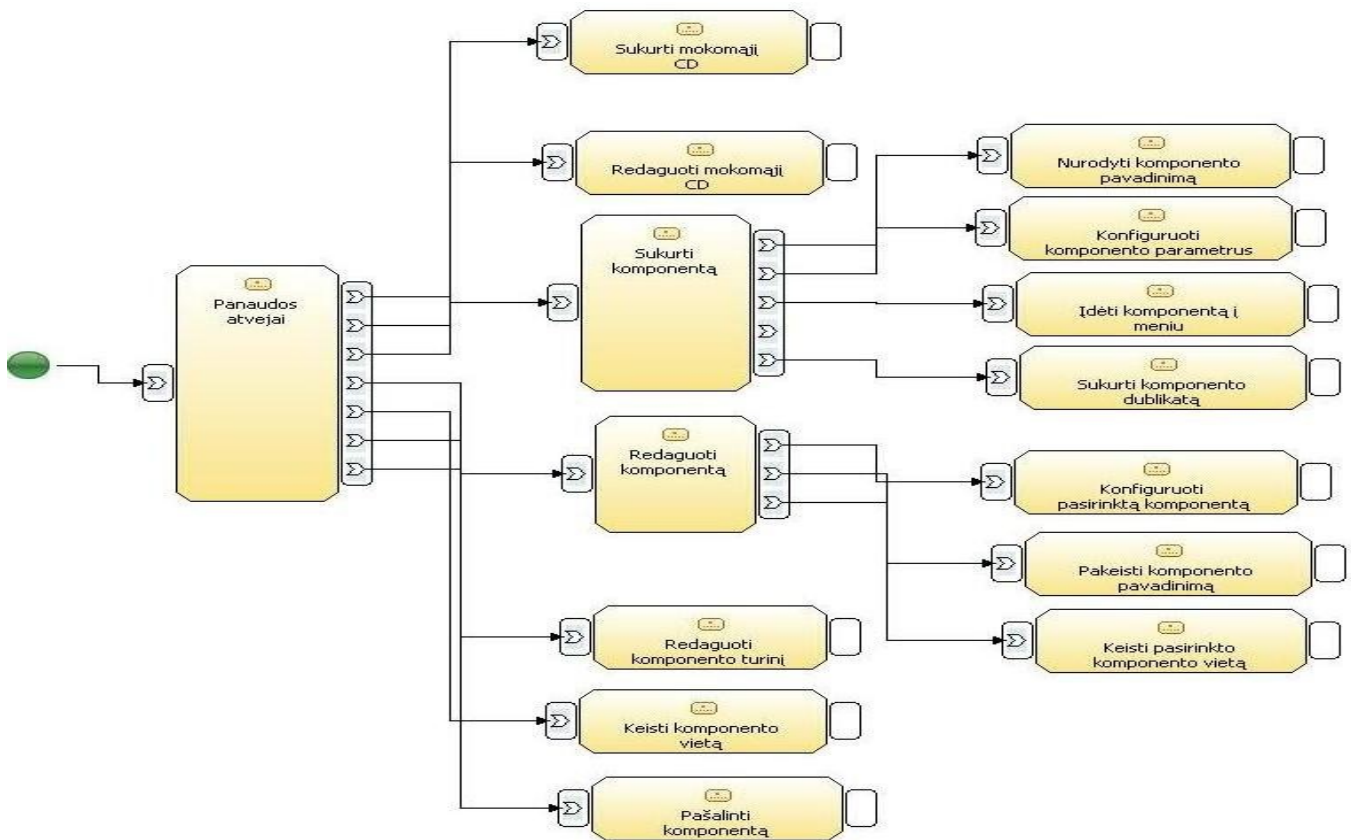 Sukurti mokomąjį
CD
Redaguoti mokomąjį
CD
Nurodyti komponento
pavadinimą
Sukurti
komponentą
Konfiguruoti
komponento parametrus
Panaudos
atvejai
Įdėti komponentą į
meniu
Sukurti komponento
dublikatą
Redaguoti
komponentą
Konfiguruoti
pasirinktą komponentą
Pakeisti komponento
pavadinimą
Redaguoti
komponento turinį
Keisti pasirinkto
komponento vietą
Keisti komponento
vietą
Pašalinti
komponentą